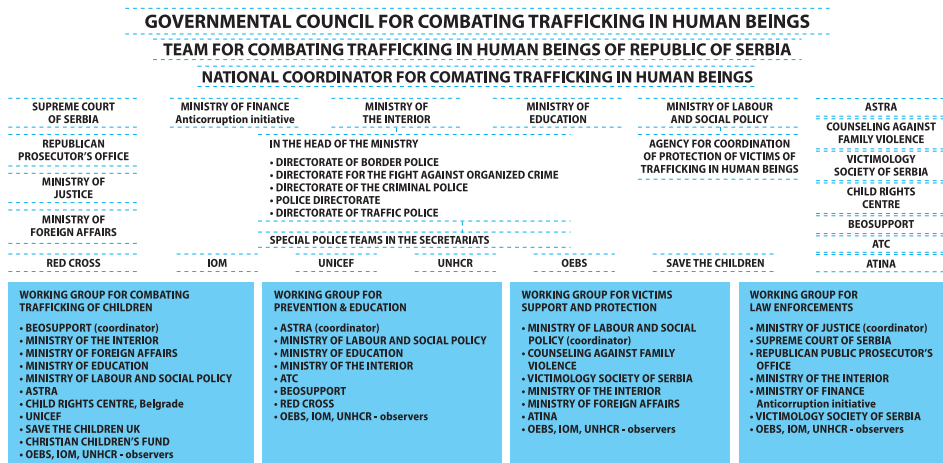 GOVERNMENTAL COUNCIL FOR COMBATING TRAFFICKING IN HUMAN BEINGS
TEAM FOR COMBATING TRAFFICKING IN HUMAN BEINGS OF REPUBLIC OF SERBIA
NATIONAL COORDINATOR FOR COMATING TRAFFICKING IN HUMAN BEINGS
SUPREME COURT
OF SERBIA
REPUBLICAN
PROSECUTOR'S OFFICE
MINISTRY OF
JUSTICE
MINISTRY OF
FOREIGN AFFAIRS
MINISTRY OF FINANCE
Anticorruption initiative
MINISTRY OF
THE INTERIOR
IN THE HEAD OF THE MINISTRY
• DIRECTORATE OF BORDER POLICE
• DIRECTORATE FOR THE FIGHT AGAINST ORGANIZED CRIME
• DIRECTORATE OF THE CRIMINAL POLICE
• POLICE DIRECTORATE
• DIRECTORATE OF TRAFFIC POLICE
SPECIAL POLICE TEAMS IN THE SECRETARIATS
MINISTRY OF
EDUCATION
MINISTRY OF LABOUR
AND SOCIAL POLICY
AGENCY FOR COORDINATION
OF PROTECTION OF VICTIMS OF
TRAFFICKING IN HUMAN BEINGS
ASTRA
COUNSELING AGAINST
FAMILY VIOLENCE
VICTIMOLOGY
SOCIETY OF SERBIA
CHILD RIGHTS
CENTRE
BEOSUPPORT
ATC
ATINA
RED CROSS
IOM
UNICEF
UNHCR
OEBS
SAVE THE CHILDREN
WORKING GROUP FOR COMBATING
TRAFFICKING OF CHILDREN
• BEOSUPPORT (coordinator)
• MINISTRY OF THE INTERIOR
• MINISTRY OF FOREIGN AFFAIRS
• MINISTRY OF EDUCATION
• MINISTRY OF LABOUR AND SOCIAL POLICY
• ASTRA
• CHILD RIGHTS CENTRE, Belgrade
• UNICEF
• SAVE THE CHILDREN UK
• CHRISTIAN CHILDREN'S FUND
• OEBS, IOM, UNHCR - observers
WORKING GROUP FOR
PREVENTION & EDUCATION
• ASTRA (coordinator)
• MINISTRY OF LABOUR AND SOCIAL POLICY
• MINISTRY OF EDUCATION
• MINISTRY OF THE INTERIOR
• ATC
• BEOSUPPORT
• RED CROSS
• OEBS, IOM, UNHCR - observers
WORKING GROUP FOR VICTIMS
SUPPORT AND PROTECTION
• MINISTRY OF LABOUR AND SOCIAL
POLICY (coordinator)
• COUNSELING AGAINST FAMILY
VIOLENCE
• VICTIMOLOGY SOCIETY OF SERBIA
• MINISTRY OF THE INTERIOR
• MINISTRY OF FOREIGN AFFAIRS
• ATINA
• OEBS, IOM, UNHCR - observers
WORKING GROUP FOR
LAW ENFORCEMENTS
• MINISTRY OF JUSTICE (coordinator)
• SUPREME COURT OF SERBIA
• REPUBLICAN PUBLIC PROSECUTOR'S
OFFICE
• MINISTRY OF THE INTERIOR
• MINISTRY OF FINANCE
Anticorruption initiative
• VICTIMOLOGY SOCIETY OF SERBIA
• OEBS, IOM, UNHCR - observers